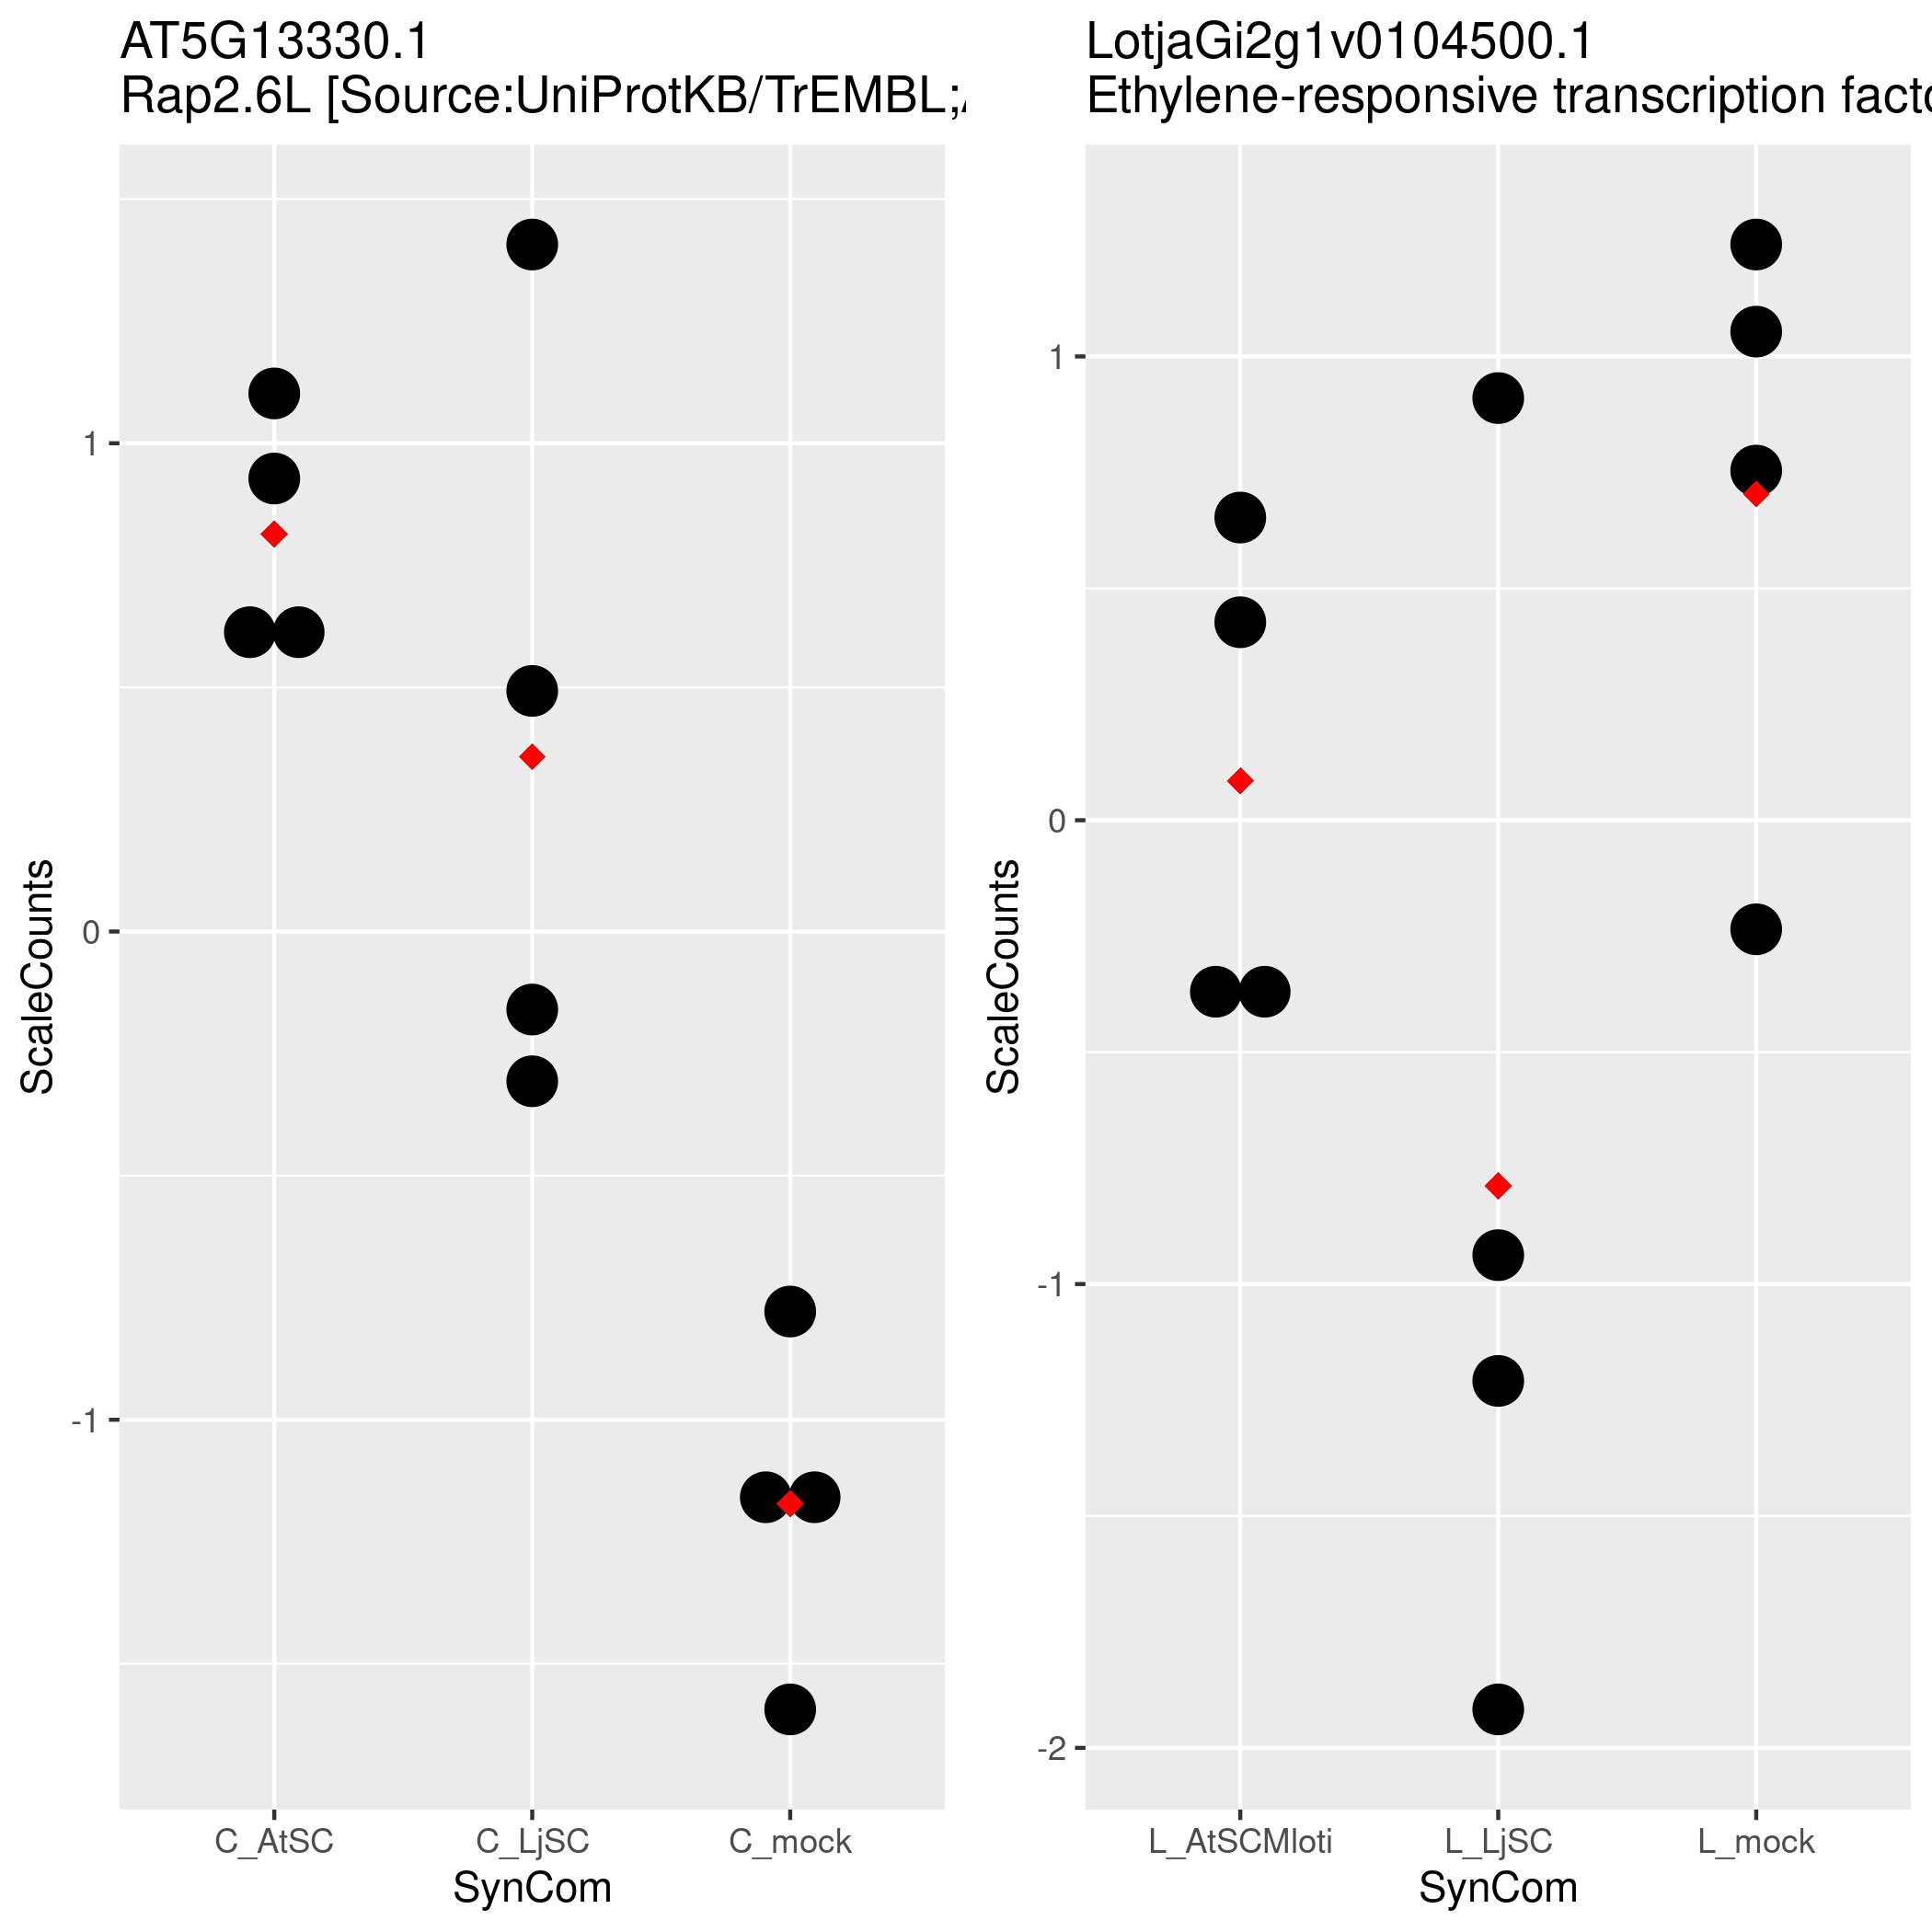 AT5G13330.1
Rap2.6L [Source:UniProtKB/TrEMBL;
ScaleCounts
1
0
-1
C_AtSC C_LjSC C_mock
SynCom
LotjaGi2g1v0104500.1
Ethylene-responsive transcription
ScaleCounts
1
0
-1
-2
L_AtSCMloti L_LjSC L_mock
SynCom